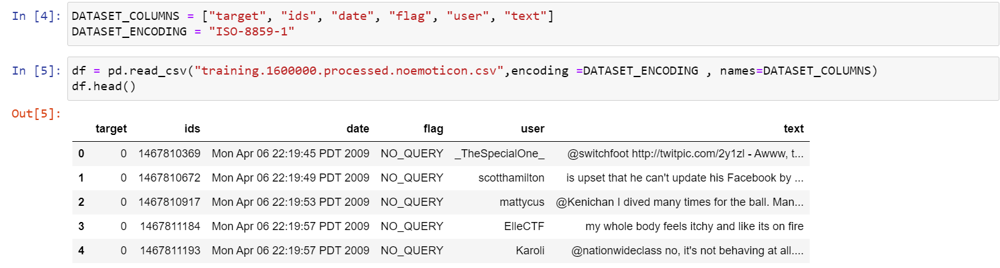 In [4]: DATASET_COLUMNS = ["target", "ids", "date", "flag", "user", "text"]
DATASET_ENCODING = "ISO-8859-1"
In [5]: df = pd.read_csv("training.1600000.processed.noemoticon.csv",encoding =DATASET_ENCODING , names=DATASET_COLUMNS)
df.head()
Out[5]:
target ids date flag user text
0 0 1467810369 Mon Apr 06 22:19:45 PDT 2009 NO_QUERY _TheSpecialOne_ @switchfoot http://twitpic.com/2y1zl - Awww, t...
1 0 1467810672 Mon Apr 06 22:19:49 PDT 2009 NO_QUERY scotthamilton is upset that he can't update his Facebook by ...
2 0 1467810917 Mon Apr 06 22:19:53 PDT 2009 NO_QUERY mattycus @Kenichan I dived many times for the ball. Man...
3 0 1467811184 Mon Apr 06 22:19:57 PDT 2009 NO_QUERY ElleCTF my whole body feels itchy and like its on fire
4 0 1467811193 Mon Apr 06 22:19:57 PDT 2009 NO_QUERY Karoli @nationwideclass no, it's not behaving at all....